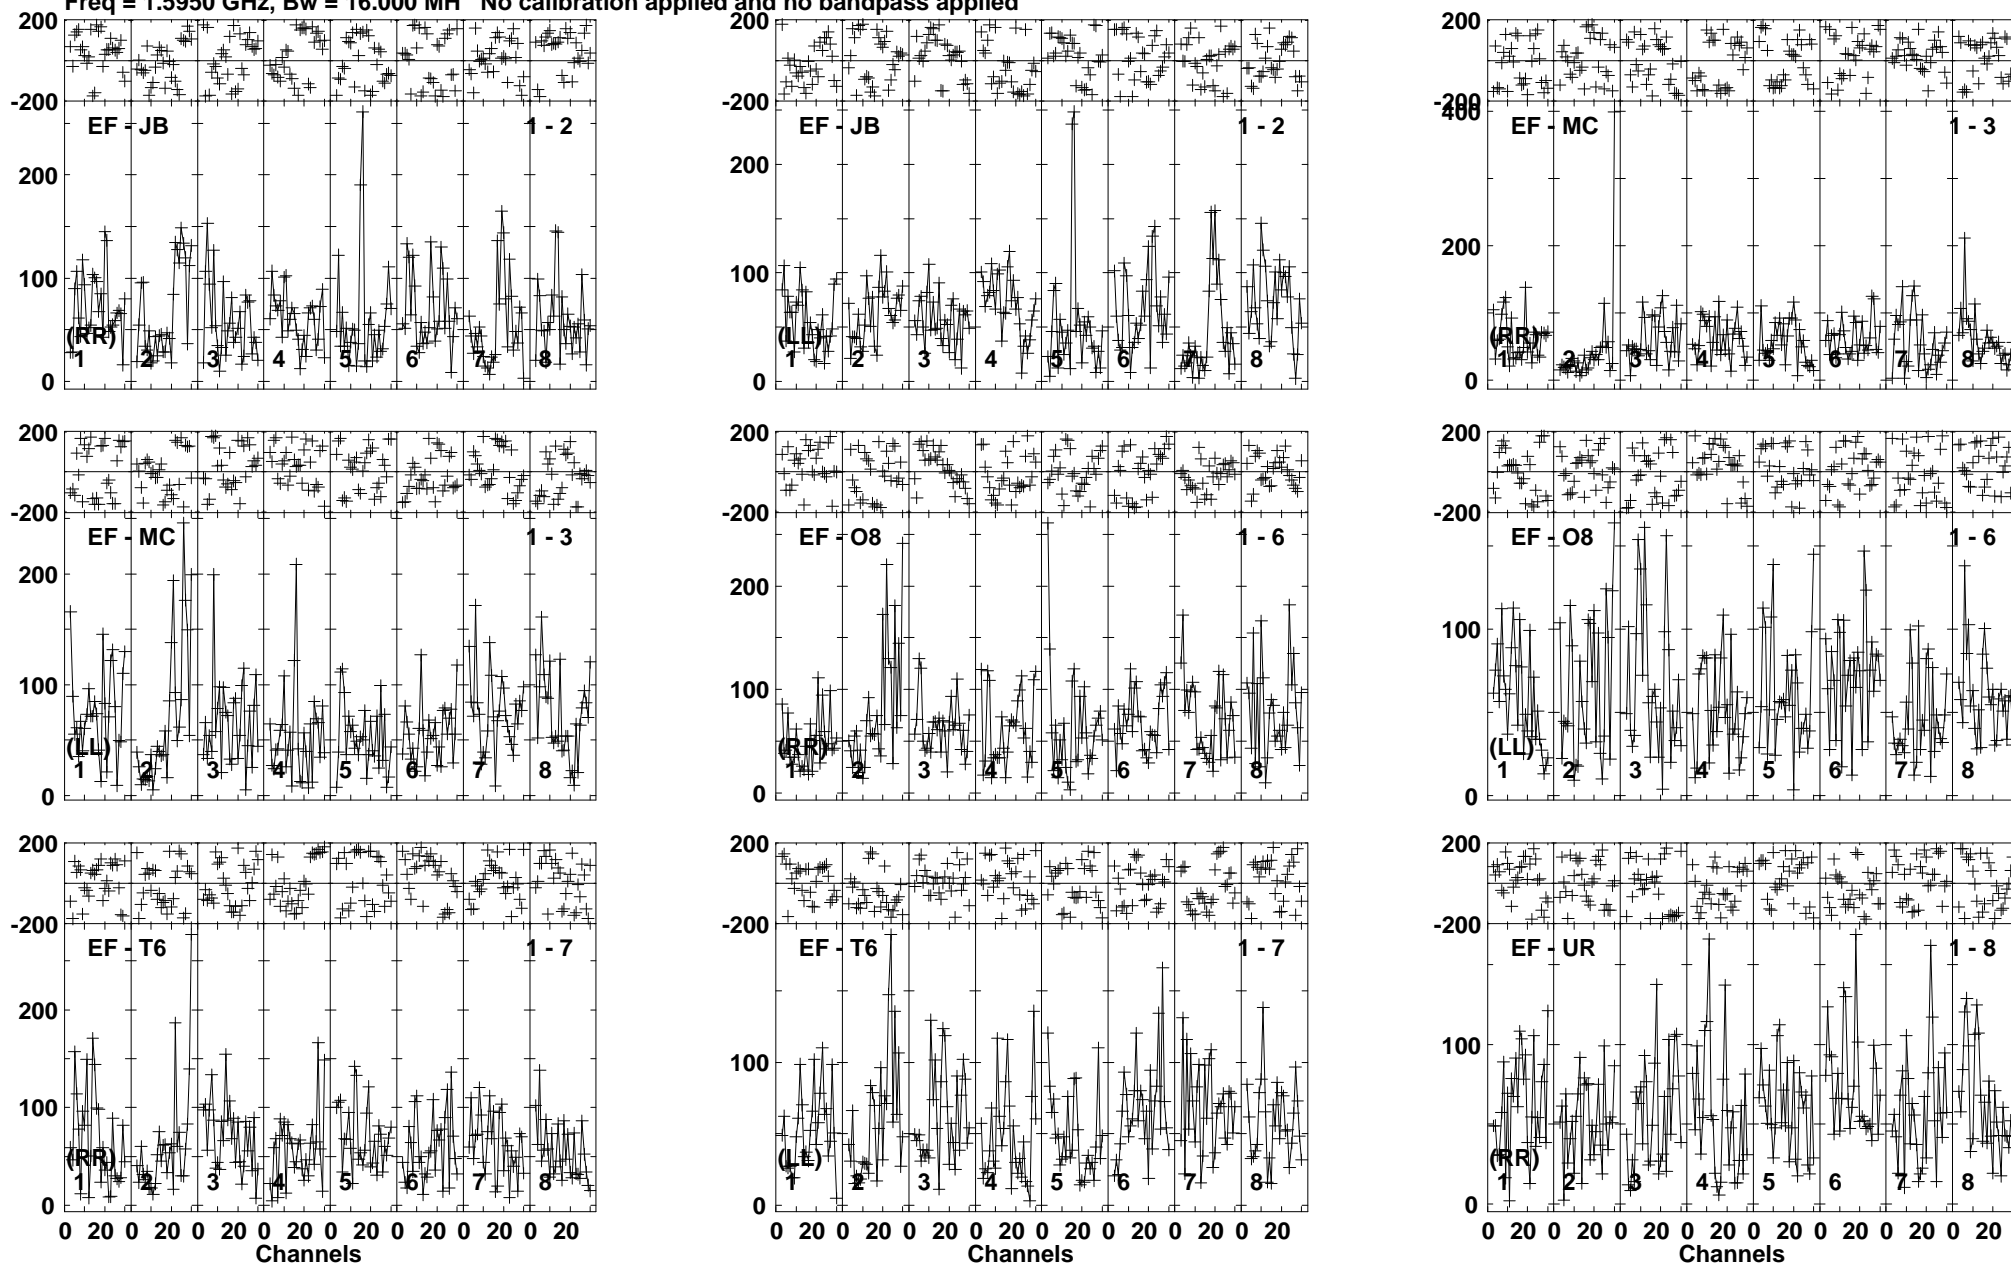 Freq = 1.5950 GHz, Bw = 16.000 MH No calibration applied and no bandpass applied
200 200 200
-200 -200 -200
EF - JB 1 - 2 EF - JB 1 - 2 400 EF - MC 1 - 3
200 200 200
100 100
(RR) (LL) (RR)
1 2 3 4 5 6 7 8 1 2 3 4 5 6 7 8 1 2 3 4 5 6 7 8
0 0 0
200 200 200
-200 -200 -200
EF - MC 1 - 3 EF - O8 1 - 6 EF - O8 1 - 6
200 200
100 100 100
(LL) (RR) (LL)
1 2 3 4 5 6 7 8 1 2 3 4 5 6 7 8 1 2 3 4 5 6 7 8
0 0 0
200 200 200
-200 -200 -200
EF - T6 1 - 7 EF - T6 1 - 7 EF - UR 1 - 8
200
100 100 100
(RR) (LL) (RR)
1 2 3 4 5 6 7 8 1 2 3 4 5 6 7 8 1 2 3 4 5 6 7 8
0 0 0
0 20 0 20 0 20 0 20 0 20 0 20 0 20 0 20 0 20 0 20 0 20 0 20 0 20 0 20 0 20 0 20 0 20 0 20 0 20 0 20 0 20 0 20 0 20 0 20
Channels Channels Channels